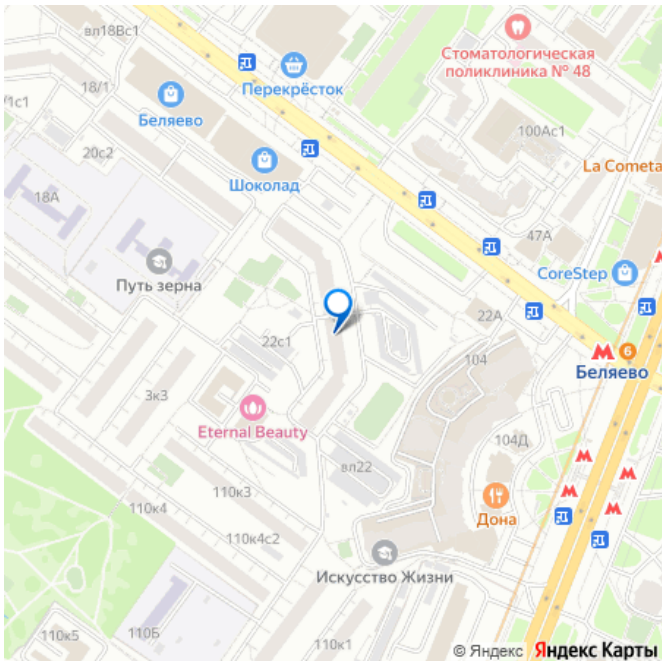 вл18Вс1
Стоматологическая
поликлиника № 48
Перекрёсток
18/1
/1с1
Беляево
100Ас1
20с2
La Cometa
Шоколад
18А
47А
CoreStep
Путь зерна
22А
22с1
104
6
Беляево
3к3
Eternal Beauty
104Д
вл22
110к3
110к4
Дона
110к4с2
Искусство Жизни
110к5
110Б
110к1
© Яндекс Яндекс Карты